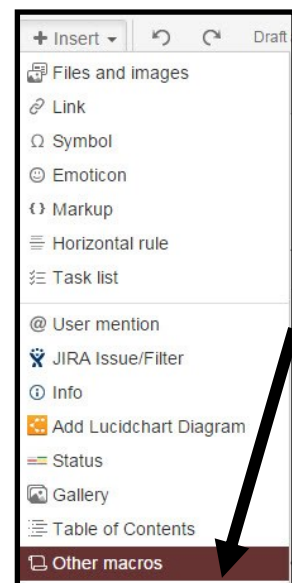 + Insert Draft
Files and images
Link
Symbol
Emoticon
Markup
Horizontal rule
Task list
@ User mention
JIRA Issue/Filter
Info
Add Lucidchart Diagram
Status
Gallery
Table of Contents
Other macros